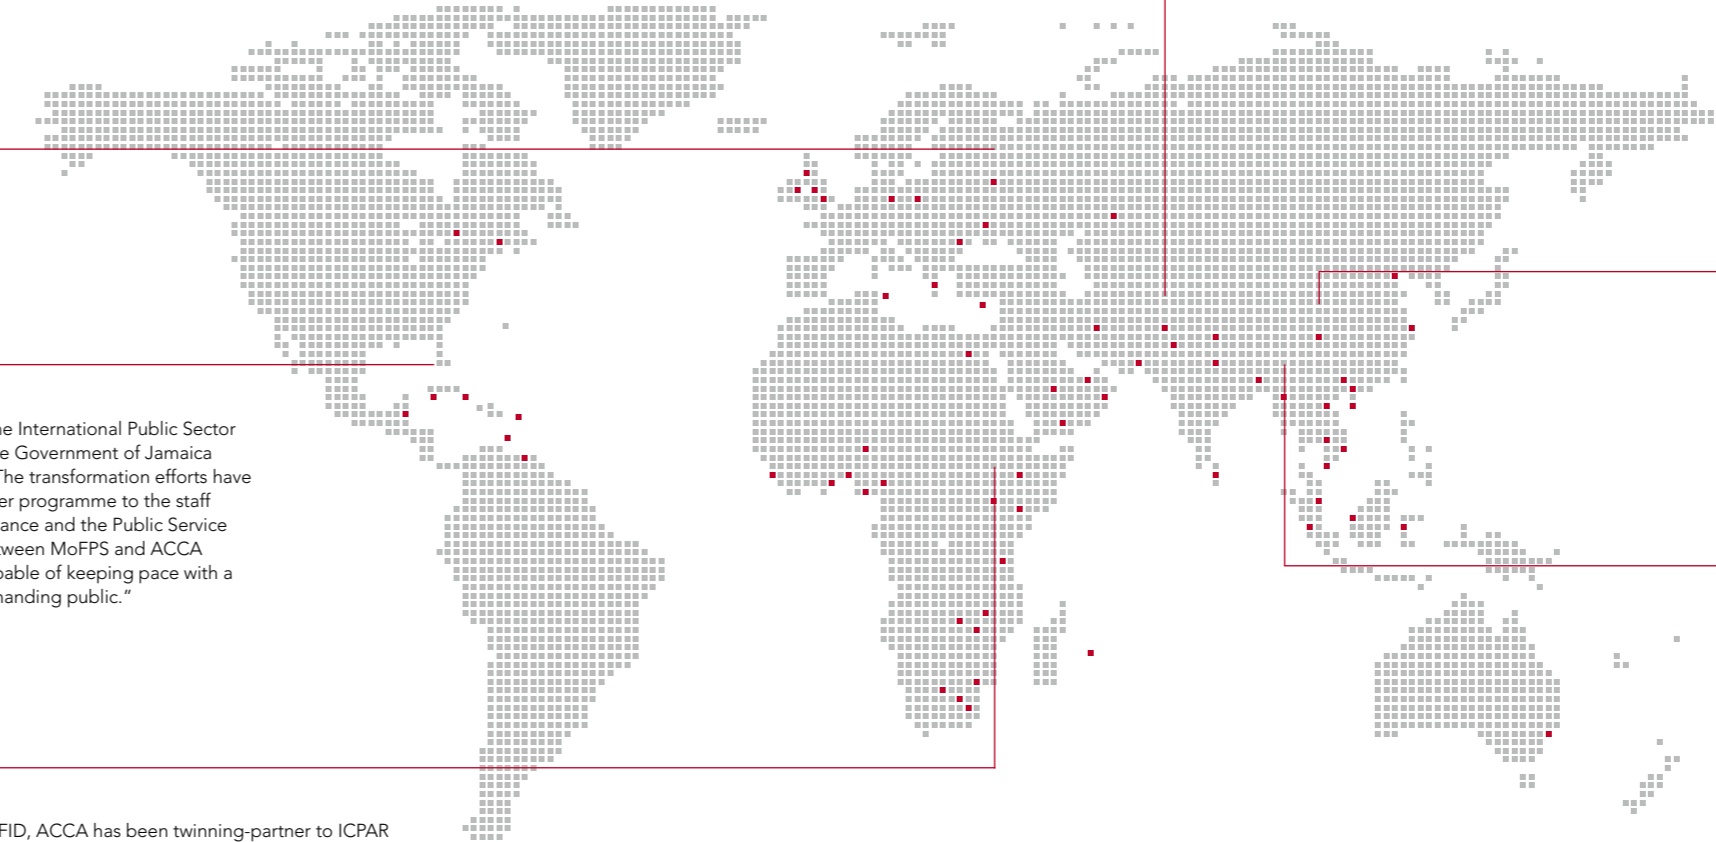 ne International Public Sector
e Government of Jamaica
The transformation efforts have
er programme to the staff
ance and the Public Service
tween MoFPS and ACCA
pable of keeping pace with a
nanding public.”
FID, ACCA has been twinning-partner to ICPAR